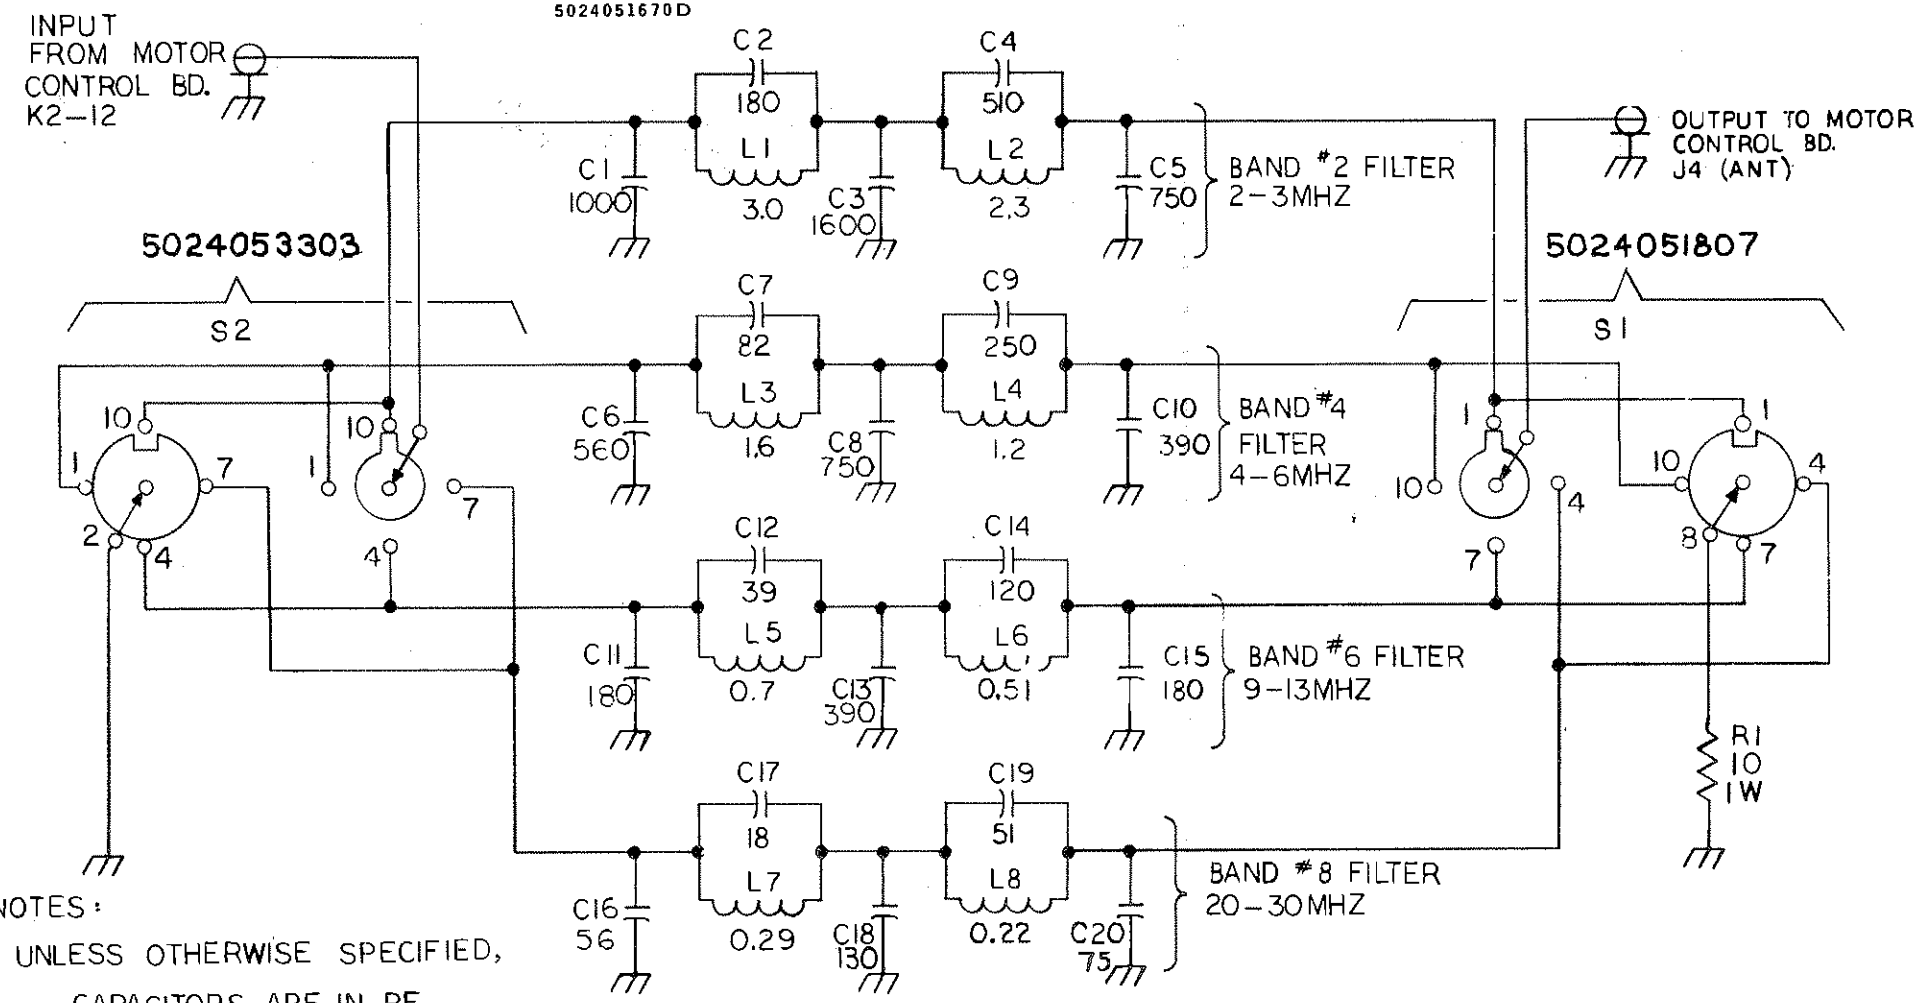 5024051670D
INPUT
FROM MOTOR
CONTROL BD.
K2-12
C2
180
L1
3.0
C4
510
L2
2.3
C1
1000
C3
1600
C5
750
BAND #2 FILTER
2-3MHZ
OUTPUT TO MOTOR
CONTROL BD.
J4 (ANT)
5024053303
S2
5024051807
S1
C7
82
L3
1.6
C9
250
L4
1.2
C6
560
C8
750
C10
390
BAND #4
FILTER
4-6MHZ
10
1
7
2
4
10
1
7
4
1
10
4
7
1
10
4
8
7
C12
39
L5
0.7
C14
120
L6
0.51
C11
180
C13
390
C15
180
BAND #6 FILTER
9-13MHZ
R1
10
1W
C17
18
L7
0.29
C19
51
L8
0.22
C16
56
C18
130
C20
75
BAND #8 FILTER
20-30MHZ
NOTES:
UNLESS OTHERWISE SPECIFIED,
CAPACITORS ARE IN PF